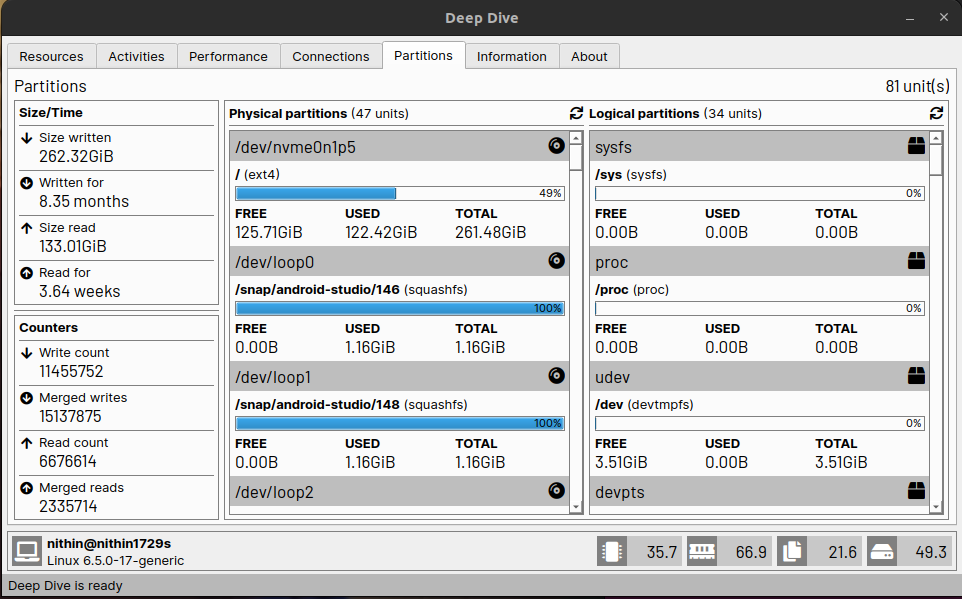 Deep Dive
Resources Activities Performance Connections Partitions Information About
Partitions 81 unit(s)
Size/Time
Size written
262.32GiB
Written for
8.35 months
Size read
133.01GiB
Read for
3.64 weeks
Counters
Write count
11455752
Merged writes
15137875
Read count
6676614
Merged reads
2335714
Physical partitions (47 units)
/dev/nvme0n1p5
/ (ext4)
49%
FREE USED TOTAL
125.71GiB 122.42GiB 261.48GiB
/dev/loop0
/snap/android-studio/146 (squashfs)
100%
FREE USED TOTAL
0.00B 1.16GiB 1.16GiB
/dev/loop1
/snap/android-studio/148 (squashfs)
100%
FREE USED TOTAL
0.00B 1.16GiB 1.16GiB
/dev/loop2
Logical partitions (34 units)
sysfs
/sys (sysfs)
0%
FREE USED TOTAL
0.00B 0.00B 0.00B
proc
/proc (proc)
0%
FREE USED TOTAL
0.00B 0.00B 0.00B
udev
/dev (devtmpfs)
0%
FREE USED TOTAL
3.51GiB 0.00B 3.51GiB
devpts
nithin@nithin1729s
Linux 6.5.0-17-generic
35.7 66.9 21.6 49.3
Deep Dive is ready